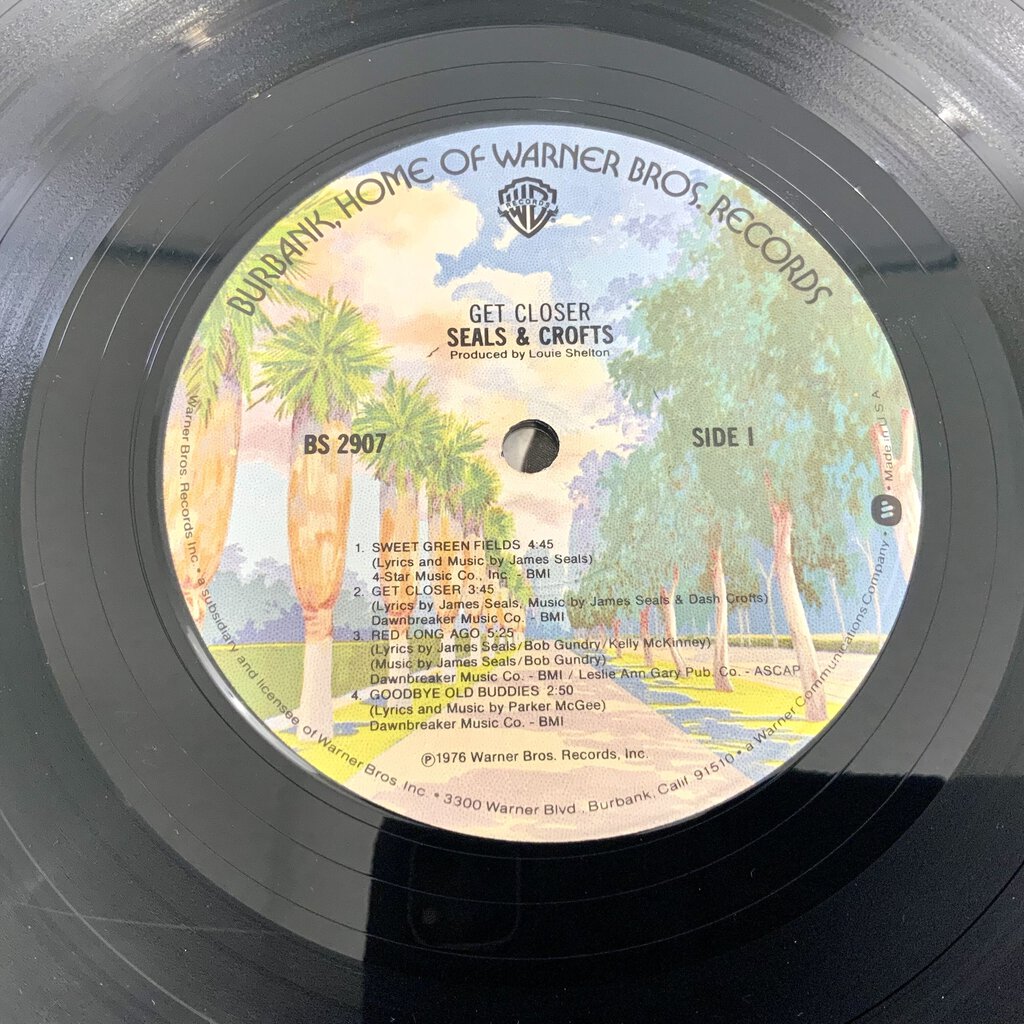 BURBANK, HOME OF WARNER BROS. RECORDS
WB
RECORDS
GET CLOSER
SEALS & CROFTS
Produced by Louie Shelton
BS 2907
SIDE 1
1. SWEET GREEN FIELDS 4:45
(Lyrics and Music by James Seals)
4-Star Music Co., Inc. - BMI
2. GET CLOSER 3:45
(Lyrics by James Seals, Music by James Seals & Dash Crofts)
Dawnbreaker Music Co. - BMI
3. RED LONG AGO 5:25
(Lyrics by James Seals/Bob Gundry/Kelly McKinney)
(Music by James Seals/Bob Gundry)
Dawnbreaker Music Co. - BMI / Leslie Ann Gary Pub. Co. - ASCAP
4. GOODBYE OLD BUDDIES 2:50
(Lyrics and Music by Parker McGee)
Dawnbreaker Music Co. - BMI
℗1976 Warner Bros. Records, Inc.
Warner Bros. Records Inc. • a subsidiary and licensee of Warner Bros. Inc. • 3300 Warner Blvd., Burbank, Calif. 91510 • a Warner Communications Company • Made in U S A